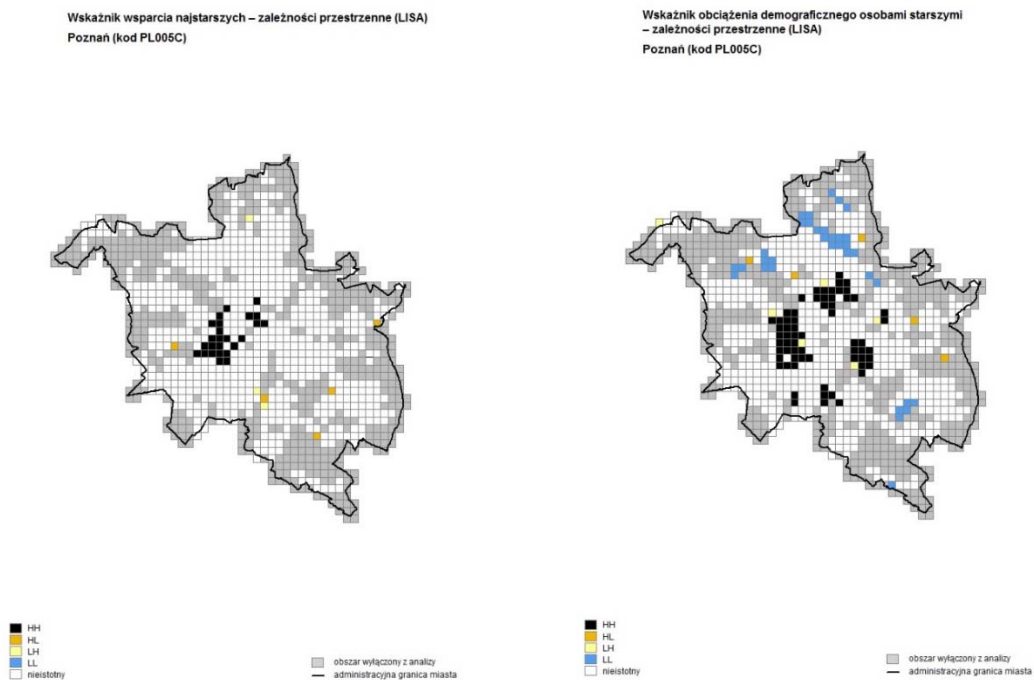 Wskaźnik wsparcia najstarszych – zależności przestrzenne (LISA)
Poznań (kod PL005C)
HH
HL
LH
LL
nieistotny
obszar wyłączony z analizy
administracyjna granica miasta
Wskaźnik obciążenia demograficznego osobami starszymi
– zależności przestrzenne (LISA)
Poznań (kod PL005C)
HH
HL
LH
LL
nieistotny
obszar wyłączony z analizy
administracyjna granica miasta